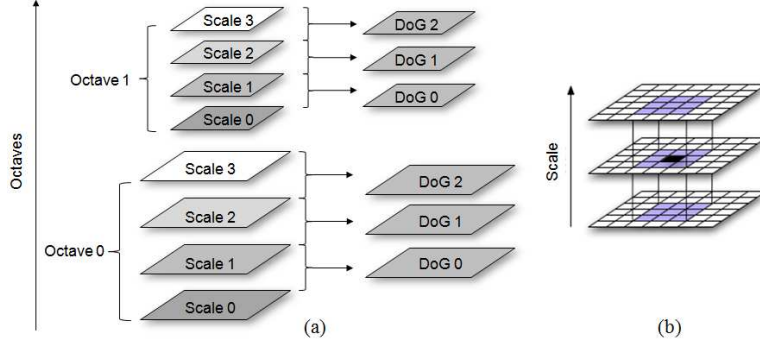 Octaves
Octave 1
Scale 3
Scale 2
Scale 1
Scale 0
DoG 2
DoG 1
DoG 0
Octave 0
Scale 3
Scale 2
Scale 1
Scale 0
DoG 2
DoG 1
DoG 0
(a)
Scale
(b)